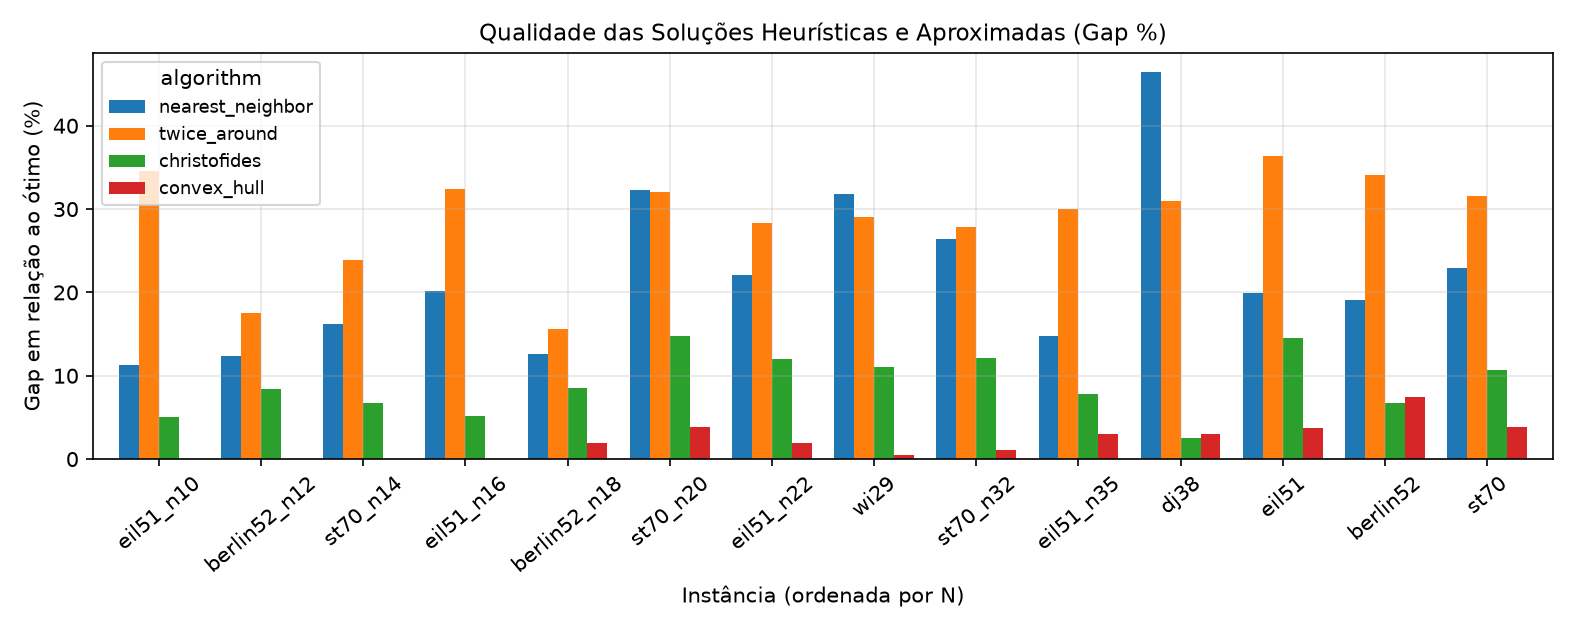 Qualidade das Soluções Heurísticas e Aproximadas (Gap %)
algorithm
nearest_neighbor
twice_around
christofides
convex_hull
Gap em relação ao ótimo (%)
40
30
20
10
0
eil51_n10
berlin52_n12
st70_n14
eil51_n16
berlin52_n18
st70_n20
eil51_n22
wi29
st70_n32
eil51_n35
dj38
eil51
berlin52
st70
Instância (ordenada por N)